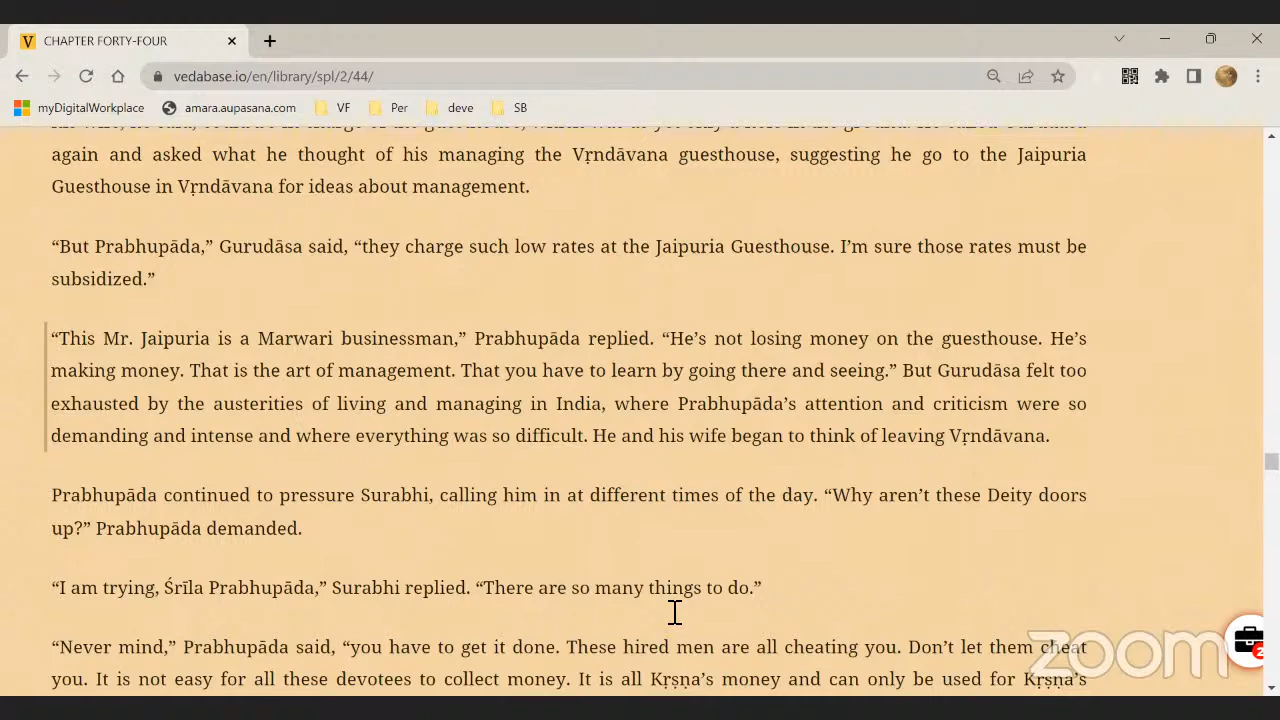 CHAPTER FORTY-FOUR
vedabase.io/en/library/spl/2/44/
myDigitalWorkplace amara.aupasana.com VF Per deve SB
again and asked what he thought of his managing the Vṛndāvana guesthouse, suggesting he go to the Jaipuria
Guesthouse in Vṛndāvana for ideas about management.
“But Prabhupāda,” Gurudāsa said, “they charge such low rates at the Jaipuria Guesthouse. I’m sure those rates must be
subsidized.”
“This Mr. Jaipuria is a Marwari businessman,” Prabhupāda replied. “He’s not losing money on the guesthouse. He’s
making money. That is the art of management. That you have to learn by going there and seeing.” But Gurudāsa felt too
exhausted by the austerities of living and managing in India, where Prabhupāda’s attention and criticism were so
demanding and intense and where everything was so difficult. He and his wife began to think of leaving Vṛndāvana.
Prabhupāda continued to pressure Surabhi, calling him in at different times of the day. “Why aren’t these Deity doors
up?” Prabhupāda demanded.
“I am trying, Śrīla Prabhupāda,” Surabhi replied. “There are so many things to do.”
“Never mind,” Prabhupāda said, “you have to get it done. These hired men are all cheating you. Don’t let them cheat
you. It is not easy for all these devotees to collect money. It is all Kṛṣṇa’s money and can only be used for Kṛṣṇa’s
zoom
2